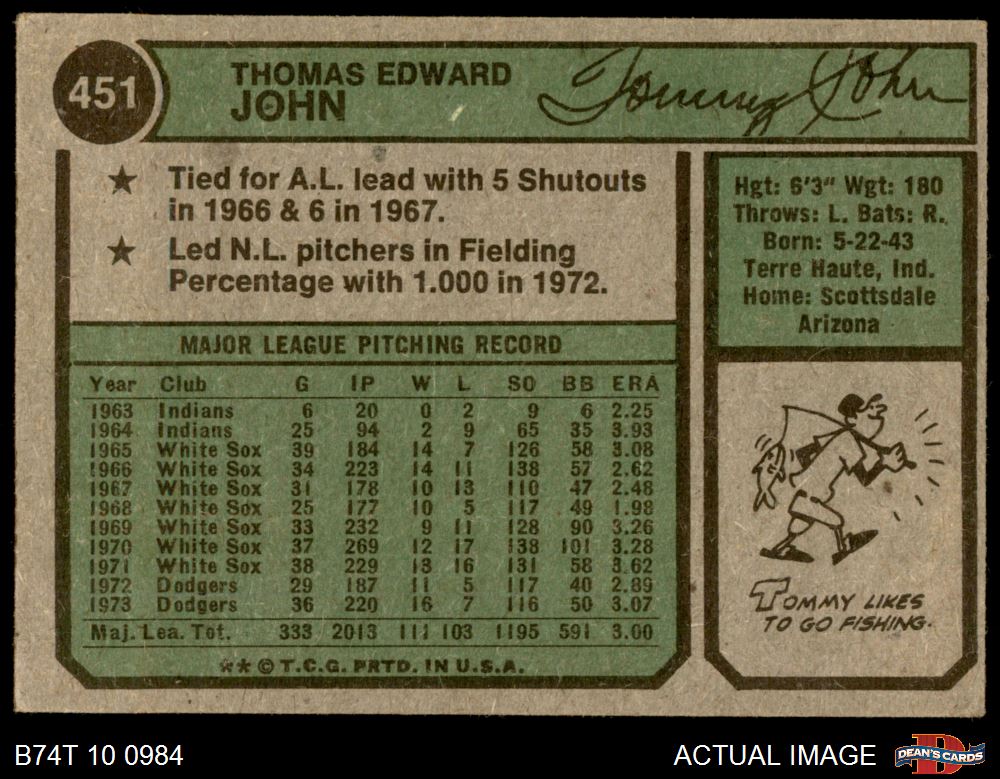 451
THOMAS EDWARD
JOHN
Tommy John
★ Tied for A.L. lead with 5 Shutouts
in 1966 & 6 in 1967.
★ Led N.L. pitchers in Fielding
Percentage with 1.000 in 1972.
Hgt: 6'3" Wgt: 180
Throws: L. Bats: R.
Born: 5-22-43
Terre Haute, Ind.
Home: Scottsdale
Arizona
MAJOR LEAGUE PITCHING RECORD
Year Club G IP W L SO BB ERA
1963 Indians 6 20 0 2 9 6 2.25
1964 Indians 25 94 2 9 65 35 3.93
1965 White Sox 39 184 14 7 126 58 3.08
1966 White Sox 34 223 14 11 138 57 2.62
1967 White Sox 31 178 10 13 110 47 2.48
1968 White Sox 25 177 10 5 117 49 1.98
1969 White Sox 33 232 9 11 128 90 3.26
1970 White Sox 37 269 12 17 138 101 3.28
1971 White Sox 38 229 13 16 131 58 3.62
1972 Dodgers 29 187 11 5 117 40 2.89
1973 Dodgers 36 220 16 7 116 50 3.07
Maj. Lea. Tot. 333 2013 111 103 1195 591 3.00
★★ © T.C.G. PRTD. IN U.S.A.
TOMMY LIKES
TO GO FISHING.
B74T 10 0984
ACTUAL IMAGE
DEAN'S CARDS